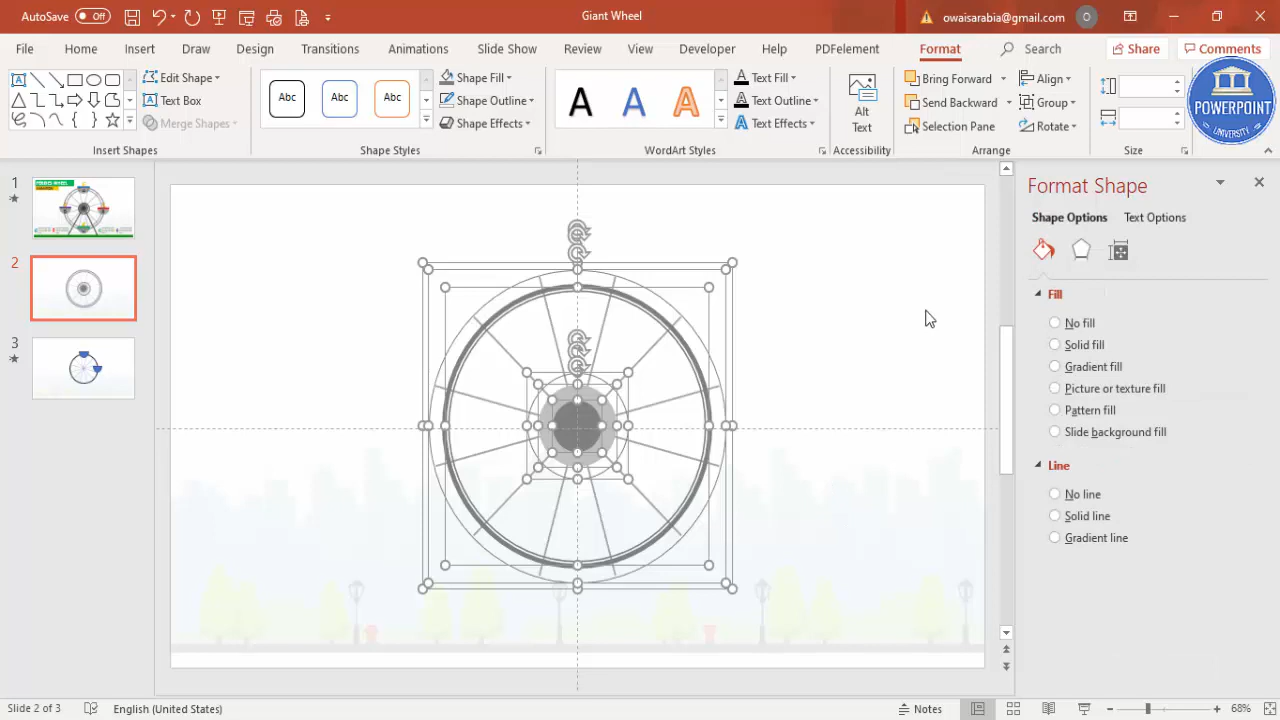 AutoSave Off
Giant Wheel
owaisarabia@gmail.com O
File Home Insert Draw Design Transitions Animations Slide Show Review View Developer Help PDFelement Format Search Share Comments
Edit Shape
Text Box
Merge Shapes
Insert Shapes
Abc Abc Abc
Shape Fill
Shape Outline
Shape Effects
Shape Styles
A A A
Text Fill
Text Outline
Text Effects
WordArt Styles
Alt
Text
Accessibility
Bring Forward
Send Backward
Selection Pane
Align
Group
Rotate
Arrange
Size
POWERPOINT
UNIVERSITY
1
2
3
Format Shape
Shape Options Text Options
Fill
No fill
Solid fill
Gradient fill
Picture or texture fill
Pattern fill
Slide background fill
Line
No line
Solid line
Gradient line
Slide 2 of 3
English (United States)
Notes
68%